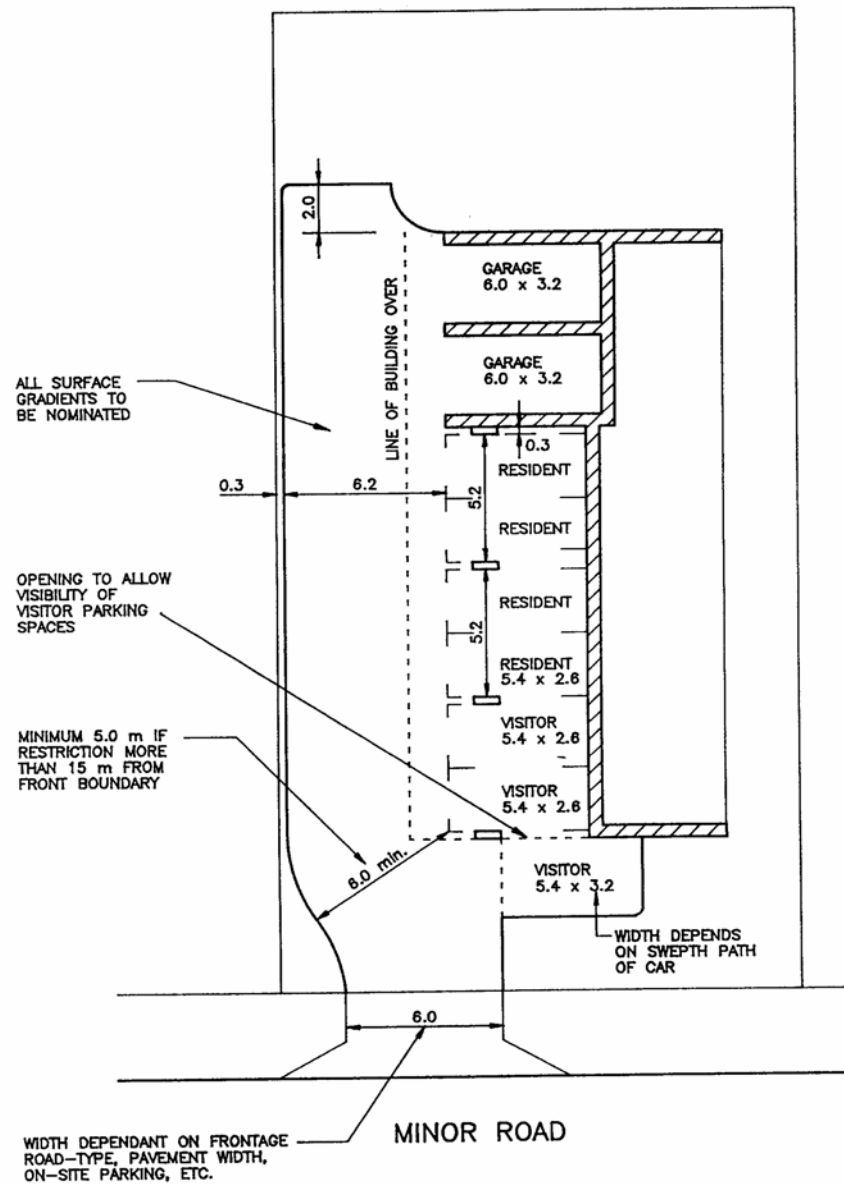 2.0
GARAGE
6.0 x 3.2
LINE OF BUILDING OVER
GARAGE
6.0 x 3.2
ALL SURFACE
GRADIENTS TO
BE NOMINATED
0.3
RESIDENT
0.3
6.2
5.2
RESIDENT
OPENING TO ALLOW
VISIBILITY OF
VISITOR PARKING
SPACES
RESIDENT
5.2
RESIDENT
5.4 x 2.6
VISITOR
5.4 x 2.6
MINIMUM 5.0 m IF
RESTRICTION MORE
THAN 15 m FROM
FRONT BOUNDARY
VISITOR
5.4 x 2.6
6.0 min.
VISITOR
5.4 x 3.2
WIDTH DEPENDS
ON SWEPTH PATH
OF CAR
6.0
MINOR ROAD
WIDTH DEPENDANT ON FRONTAGE
ROAD-TYPE, PAVEMENT WIDTH,
ON-SITE PARKING, ETC.